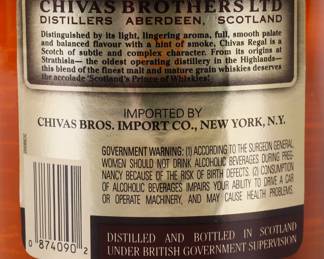 CHIVAS BROTHERS LTD
DISTILLERS ABERDEEN, SCOTLAND
Distinguished by its light, lingering aroma, full, smooth palate
and balanced flavour with a hint of smoke, Chivas Regal is a
Scotch of subtle and complex character. From its origins at
Strathisla— the oldest operating distillery in the Highlands—
this blend of the finest malt and mature grain whiskies deserves
the accolade 'Scotland's Prince of Whiskies!
IMPORTED BY
CHIVAS BROS. IMPORT CO., NEW YORK, N.Y.
GOVERNMENT WARNING: (1) ACCORDING TO THE SURGEON GENERAL,
WOMEN SHOULD NOT DRINK ALCOHOLIC BEVERAGES DURING PREG-
NANCY BECAUSE OF THE RISK OF BIRTH DEFECTS. (2) CONSUMPTION
OF ALCOHOLIC BEVERAGES IMPAIRS YOUR ABILITY TO DRIVE A CAR
OR OPERATE MACHINERY, AND MAY CAUSE HEALTH PROBLEMS.
0 874090 2
DISTILLED AND BOTTLED IN SCOTLAND
UNDER BRITISH GOVERNMENT SUPERVISION